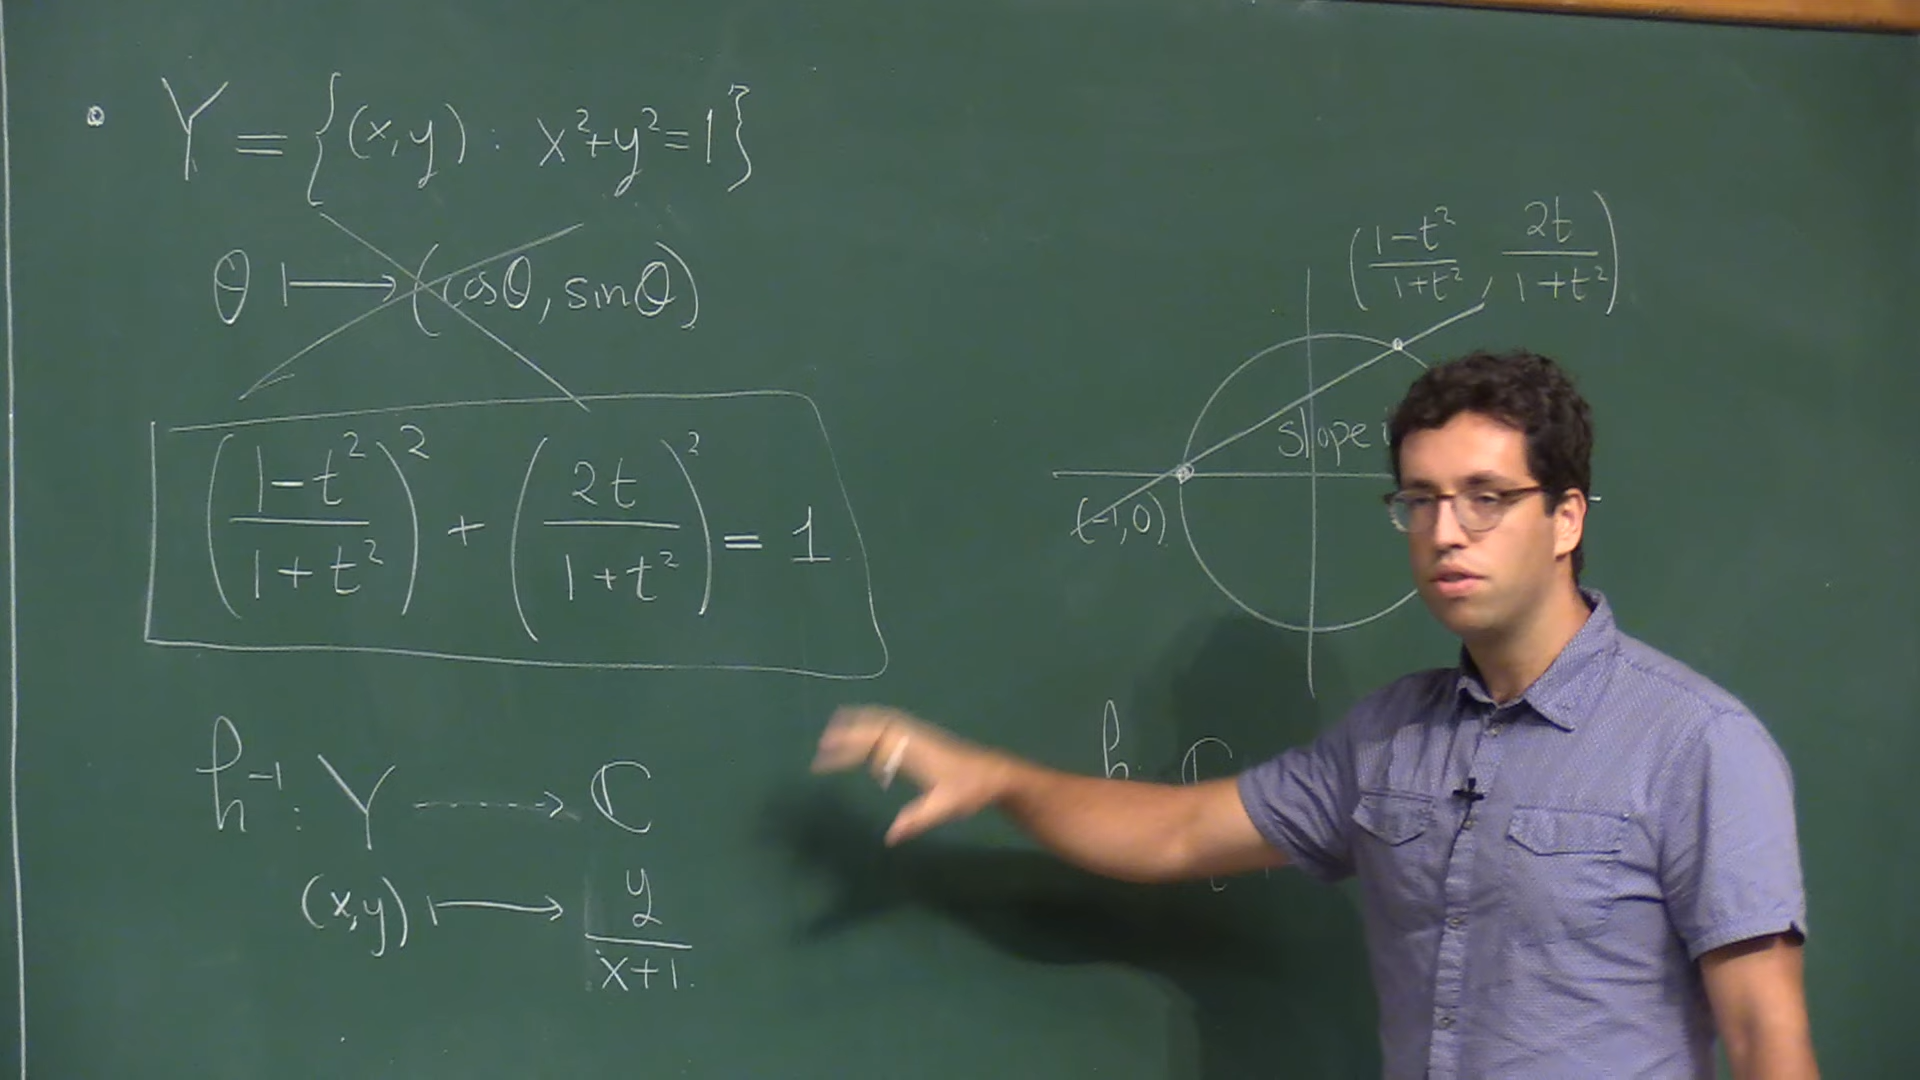 Y = {(x,y) : x²+y²=1}
θ ↦ (cosθ, sinθ)
((1-t²)/(1+t²))² + (2t/(1+t²))² = 1
h⁻¹ : Y ⇢ ℂ
(x,y) ↦ y/(x+1)
((1-t²)/(1+t²), 2t/(1+t²))
slope
(-1,0)
h: ℂ
t